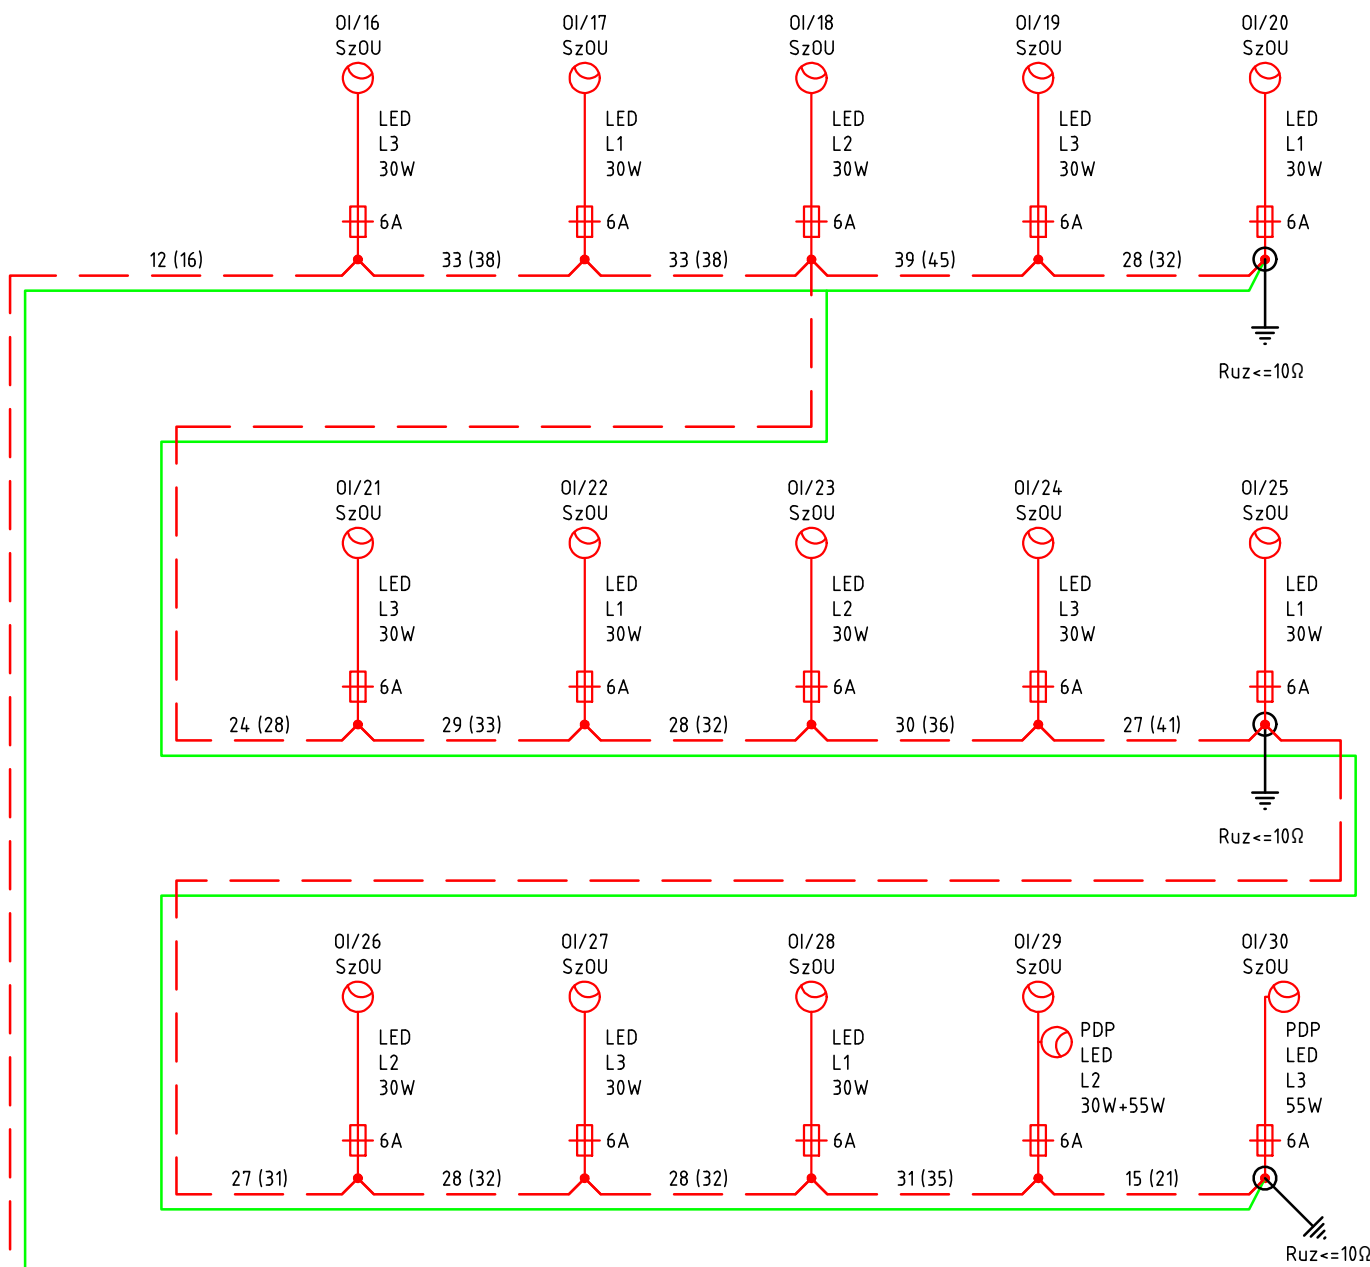 OI/16 OI/17 OI/18 OI/19 OI/20
SzOU SzOU SzOU SzOU SzOU
LED LED LED LED LED
L3 L1 L2 L3 L1
30W 30W 30W 30W 30W
6A 6A 6A 6A 6A
12 (16) 33 (38) 33 (38) 39 (45) 28 (32)
Ruz<=10Ω
OI/21 OI/22 OI/23 OI/24 OI/25
SzOU SzOU SzOU SzOU SzOU
LED LED LED LED LED
L3 L1 L2 L3 L1
30W 30W 30W 30W 30W
6A 6A 6A 6A 6A
24 (28) 29 (33) 28 (32) 30 (36) 27 (41)
Ruz<=10Ω
OI/26 OI/27 OI/28 OI/29 OI/30
SzOU SzOU SzOU SzOU SzOU
PDP PDP
LED LED LED LED LED
L2 L3 L1 L2 L3
30W 30W 30W 30W+55W 55W
6A 6A 6A 6A 6A
27 (31) 28 (32) 28 (32) 31 (35) 15 (21)
Ruz<=10Ω